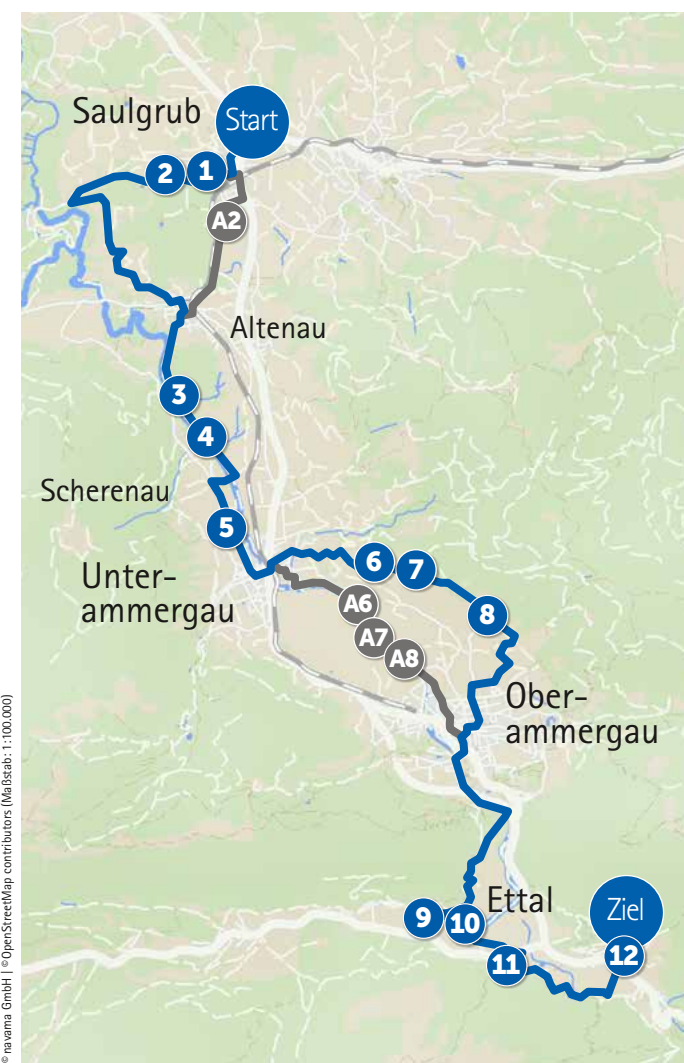 Saulgrub
Start
2
1
A2
Altenau
3
4
Scherenau
5
Unter-
ammergau
6
7
8
A6
A7
A8
Ober-
ammergau
Ettal
Ziel
9
10
11
12
© navama GmbH | © OpenStreetMap contributors (Maßstab: 1:100.000)